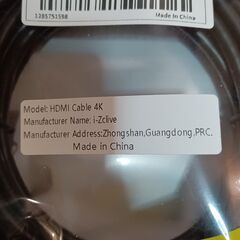 1285751598
Made in China
Model: HDMI Cable 4K
Manufacturer Name: i-Zclive
Manufacturer Address:Zhongshan,Guangdong,PRC.
Made in China